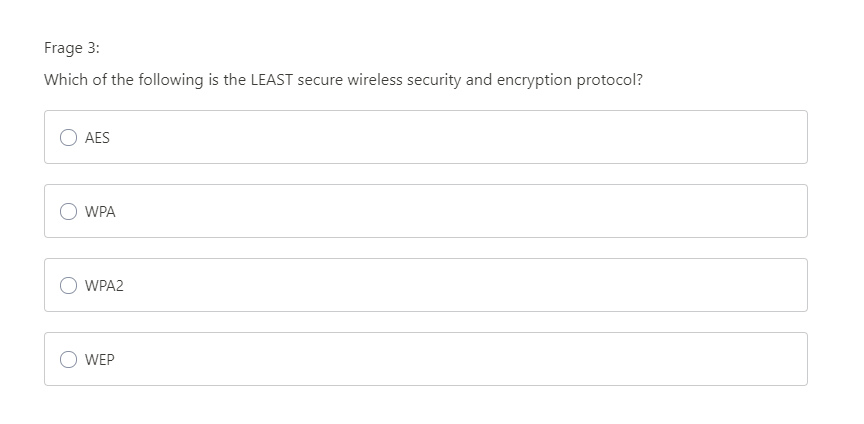 Frage 3:
Which of the following is the LEAST secure wireless security and encryption protocol?
AES
WPA
WPA2
WEP